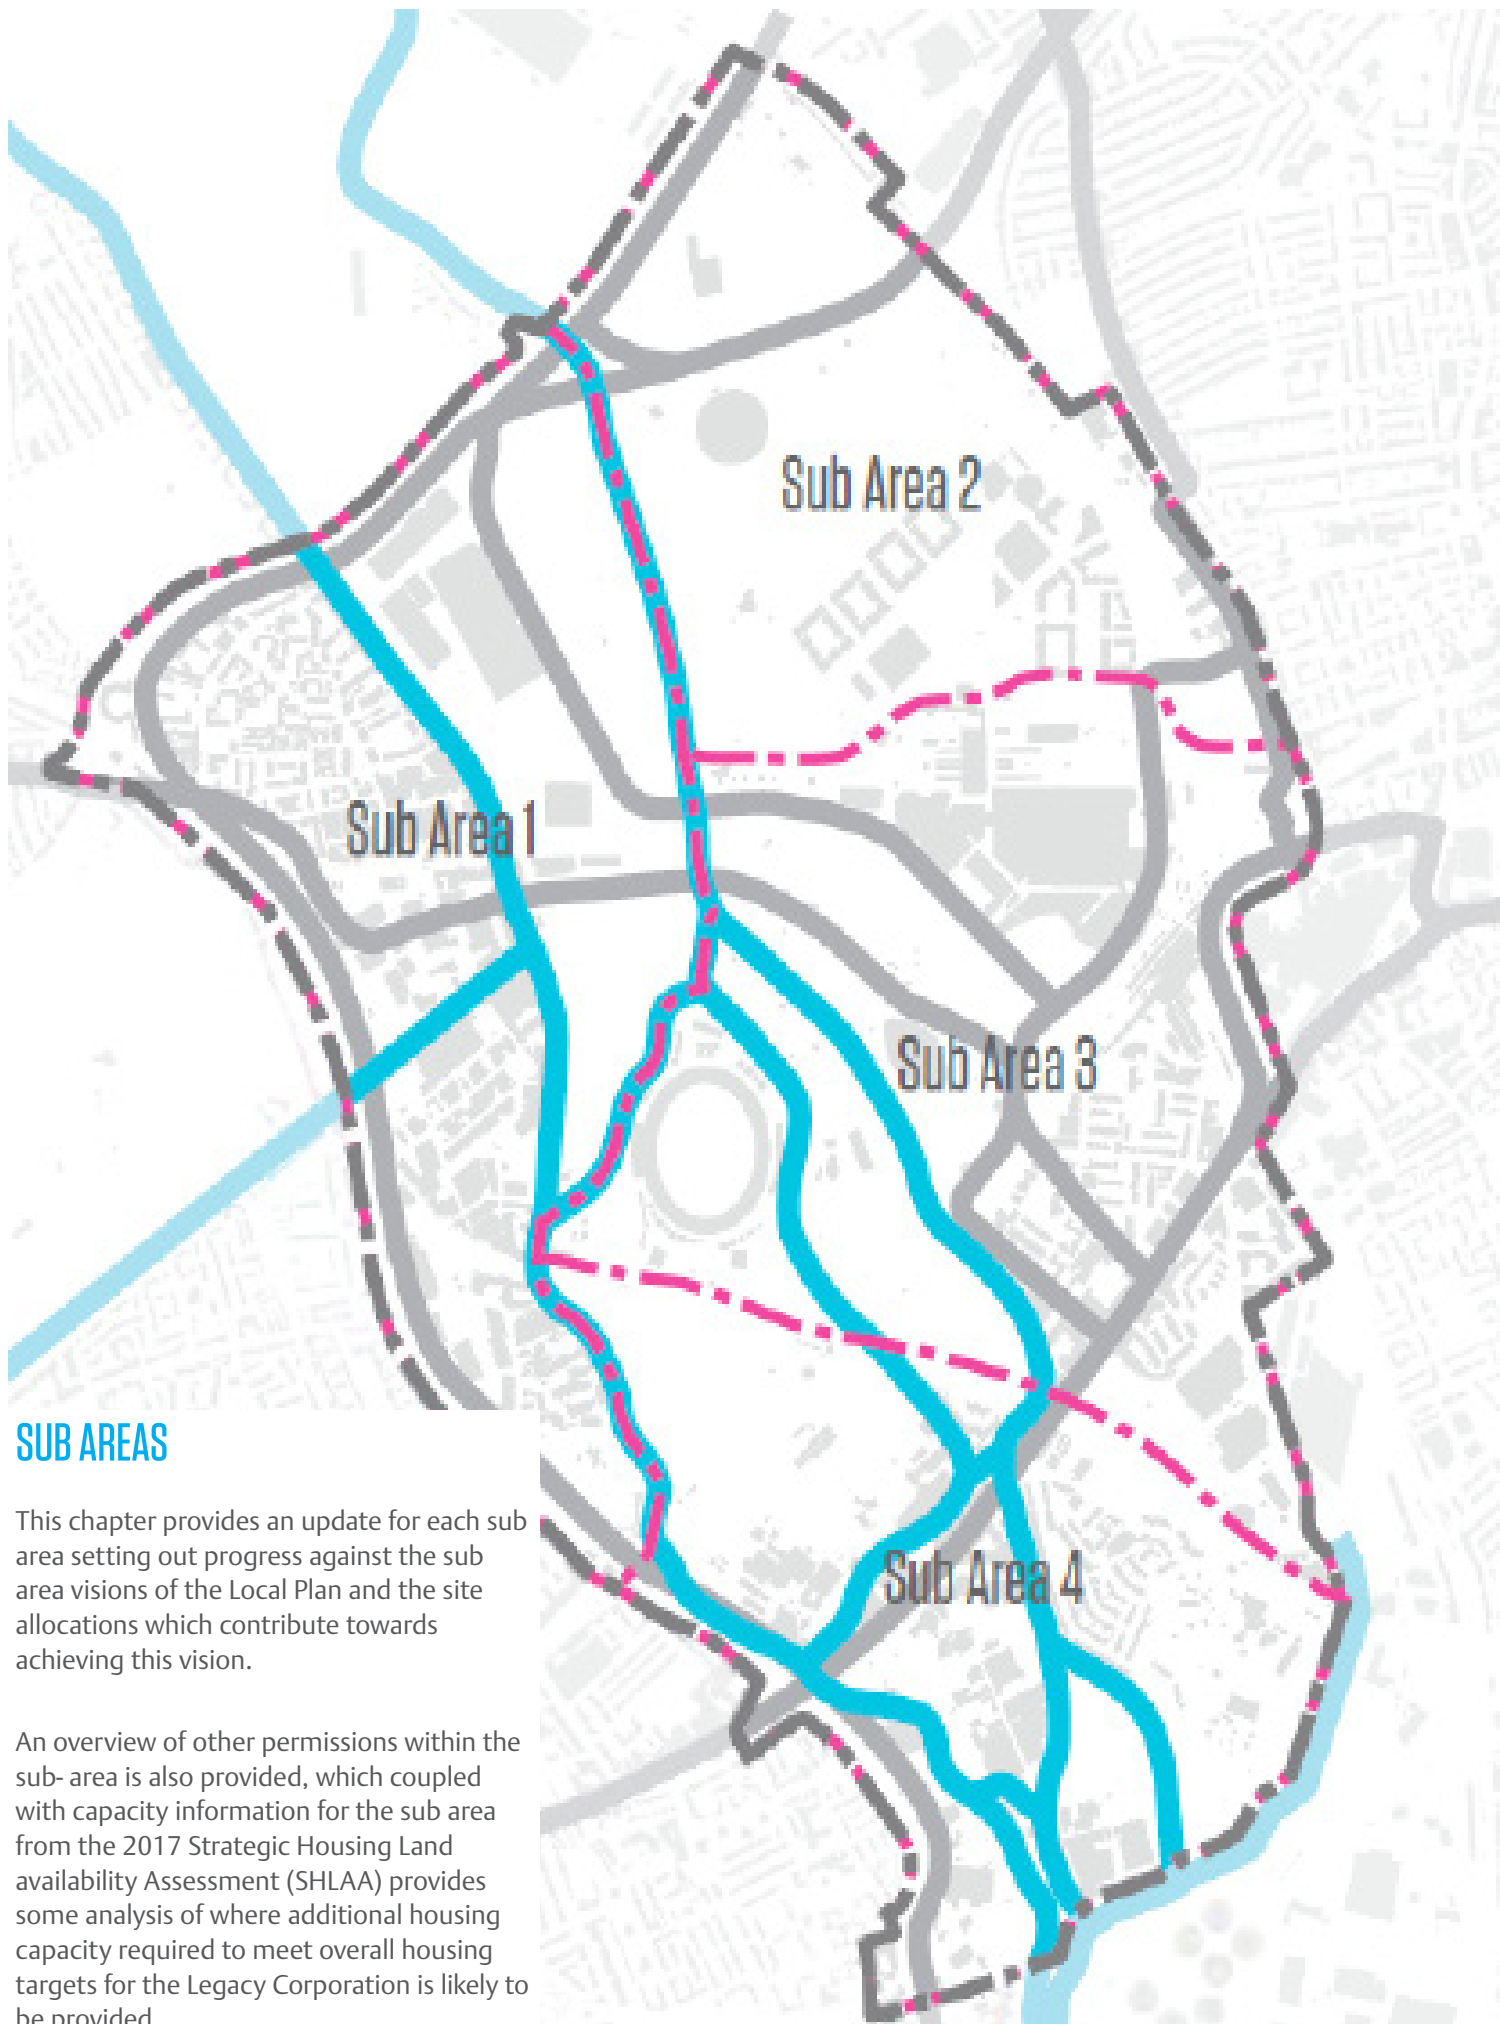 Sub Area 2
Sub Area 1
Sub Area 3
Sub Area 4
SUB AREAS
This chapter provides an update for each sub
area setting out progress against the sub
area visions of the Local Plan and the site
allocations which contribute towards
achieving this vision.
An overview of other permissions within the
sub- area is also provided, which coupled
with capacity information for the sub area
from the 2017 Strategic Housing Land
availability Assessment (SHLAA) provides
some analysis of where additional housing
capacity required to meet overall housing
targets for the Legacy Corporation is likely to
be provided